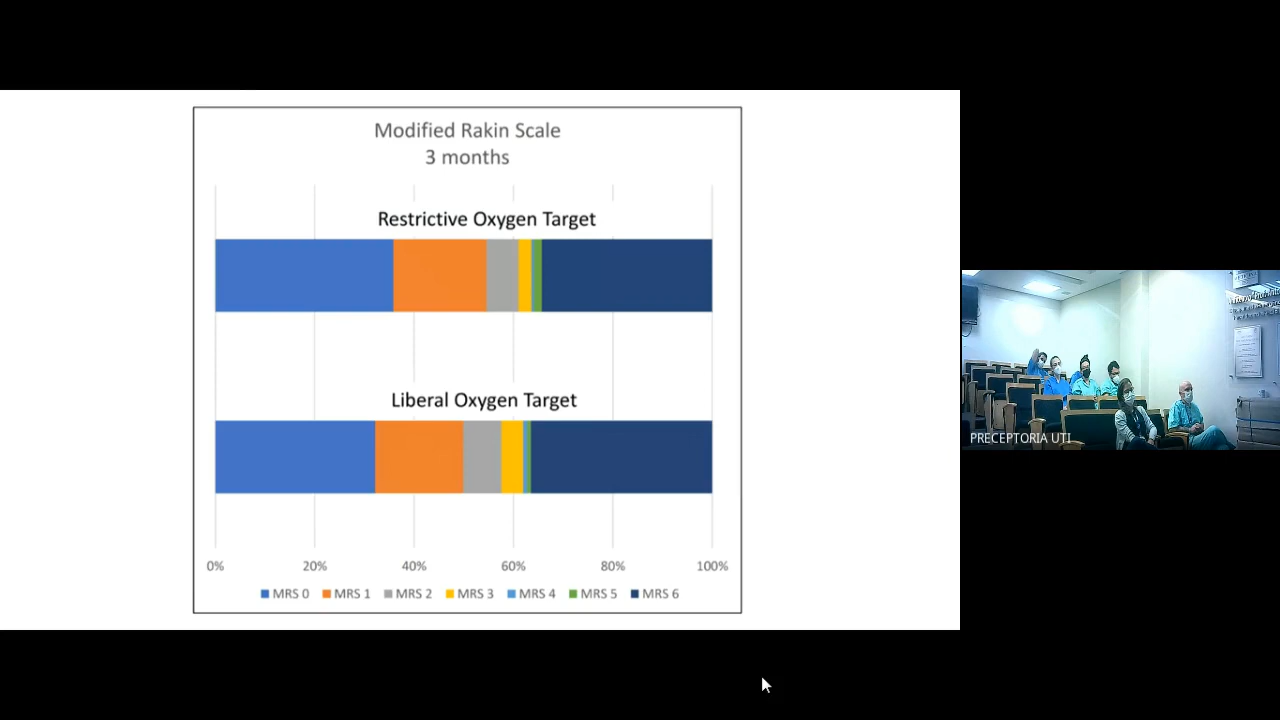 Modified Rakin Scale
3 months
Restrictive Oxygen Target
Liberal Oxygen Target
0% 20% 40% 60% 80% 100%
MRS 0 MRS 1 MRS 2 MRS 3 MRS 4 MRS 5 MRS 6
PRECEPTORIA UTI